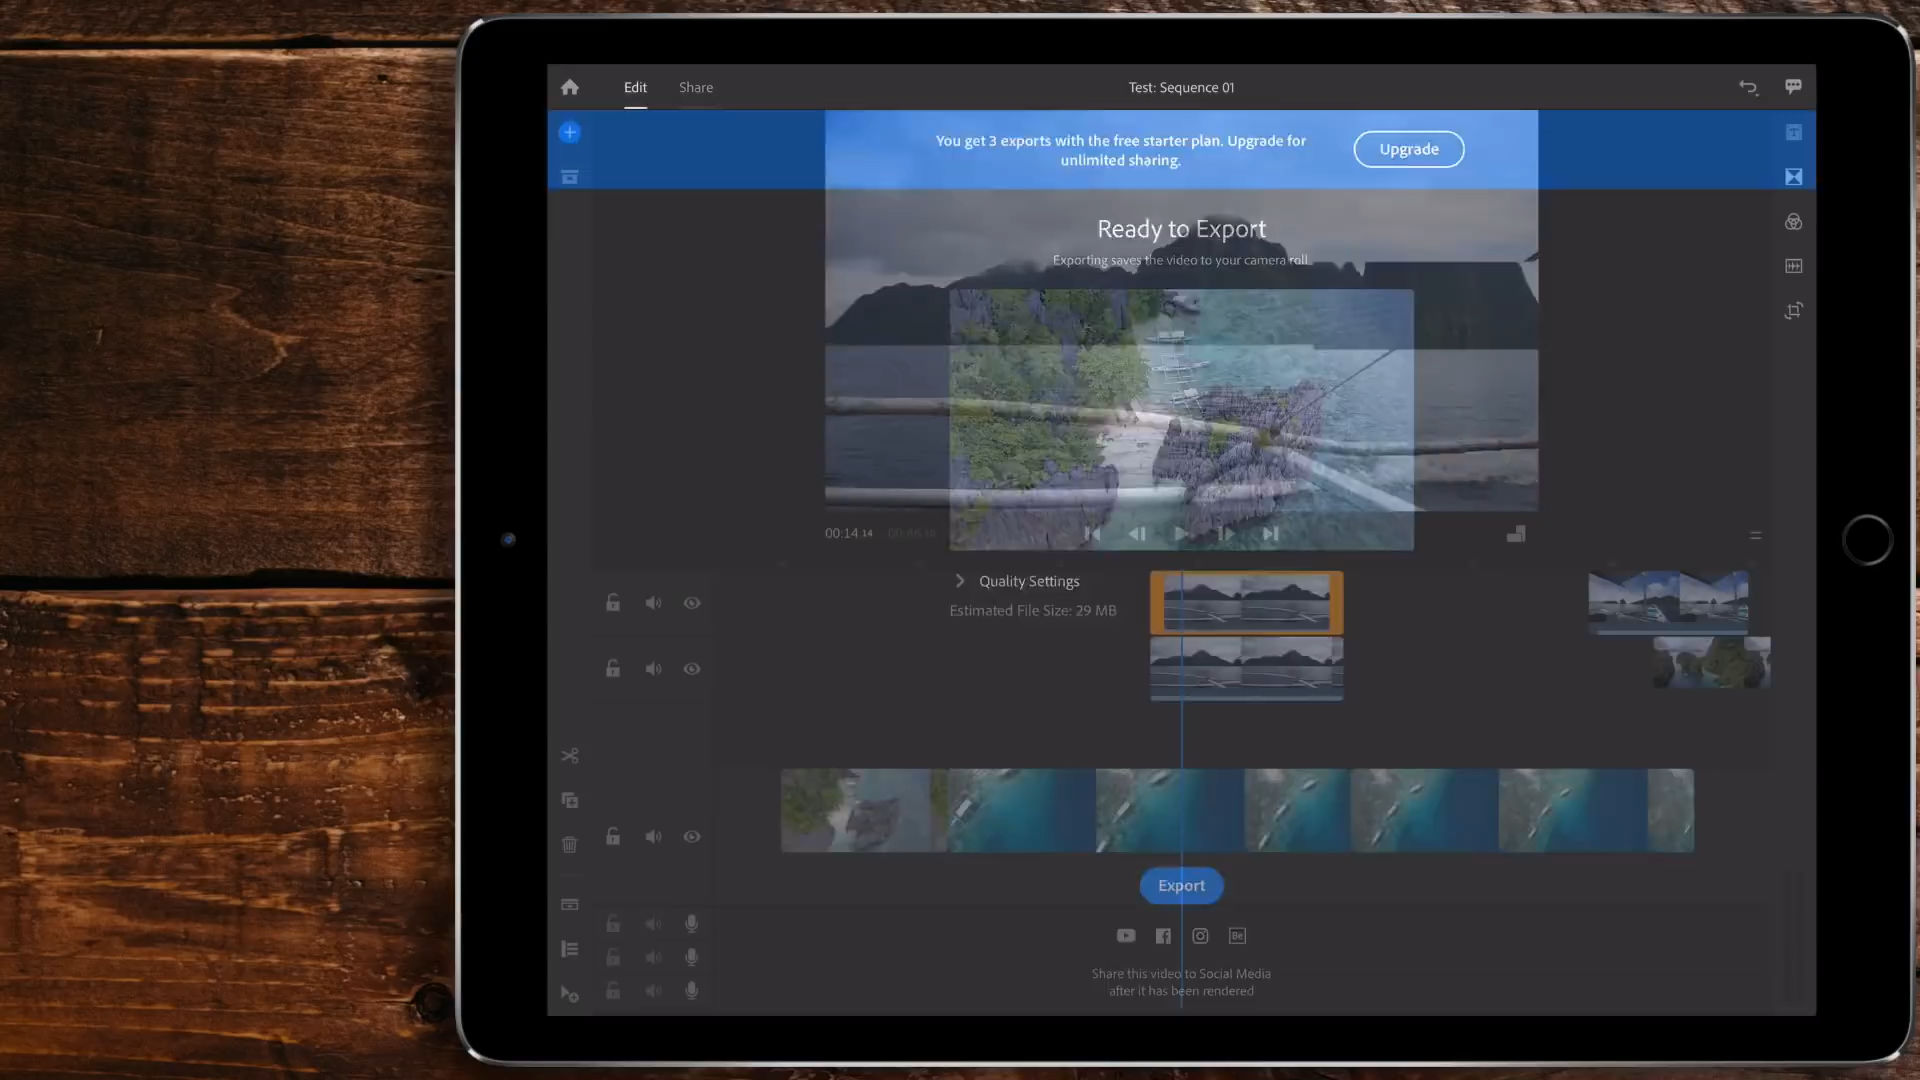 Edit Share Test: Sequence 01
You get 3 exports with the free starter plan. Upgrade for
unlimited sharing.
Upgrade
Ready to Export
Exporting saves the video to your camera roll
00:14.14
Quality Settings
Estimated File Size: 29 MB
Export
Be
Share this video to Social Media
after it has been rendered